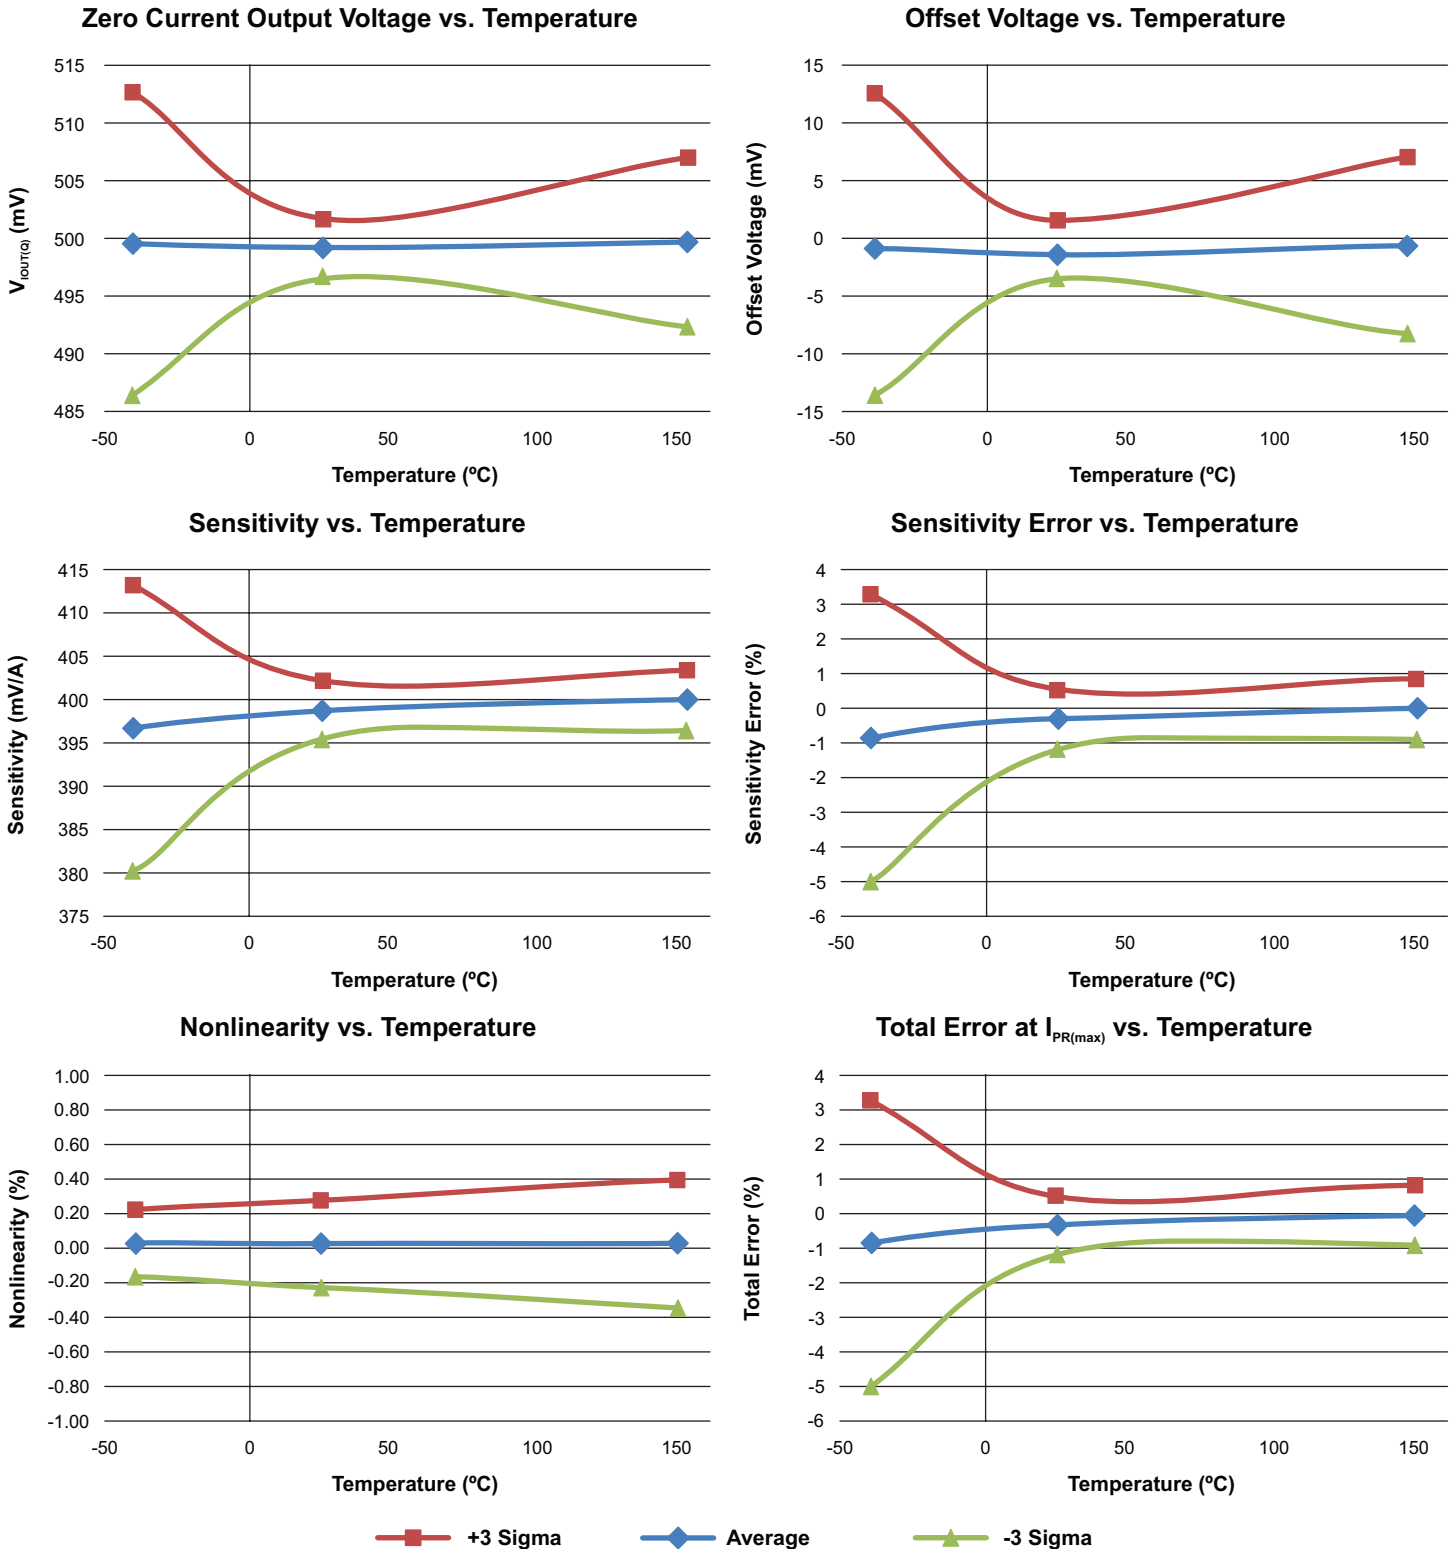 Zero Current Output Voltage vs. Temperature
515
510
505
500
495
490
485
-50 0 50 100 150
VIOUT(Q) (mV)
Temperature (ºC)
Offset Voltage vs. Temperature
15
10
5
0
-5
-10
-15
-50 0 50 100 150
Offset Voltage (mV)
Temperature (ºC)
Sensitivity vs. Temperature
415
410
405
400
395
390
385
380
375
-50 0 50 100 150
Sensitivity (mV/A)
Temperature (ºC)
Sensitivity Error vs. Temperature
4
3
2
1
0
-1
-2
-3
-4
-5
-6
-50 0 50 100 150
Sensitivity Error (%)
Temperature (ºC)
Nonlinearity vs. Temperature
1.00
0.80
0.60
0.40
0.20
0.00
-0.20
-0.40
-0.60
-0.80
-1.00
-50 0 50 100 150
Nonlinearity (%)
Temperature (ºC)
Total Error at IPR(max) vs. Temperature
4
3
2
1
0
-1
-2
-3
-4
-5
-6
-50 0 50 100 150
Total Error (%)
Temperature (ºC)
+3 Sigma
Average
-3 Sigma